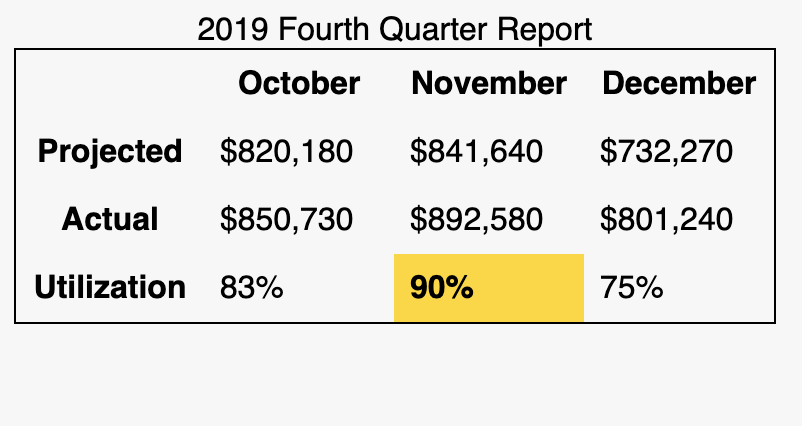 2019 Fourth Quarter Report
October November December
Projected $820,180 $841,640 $732,270
Actual $850,730 $892,580 $801,240
Utilization 83% 90% 75%